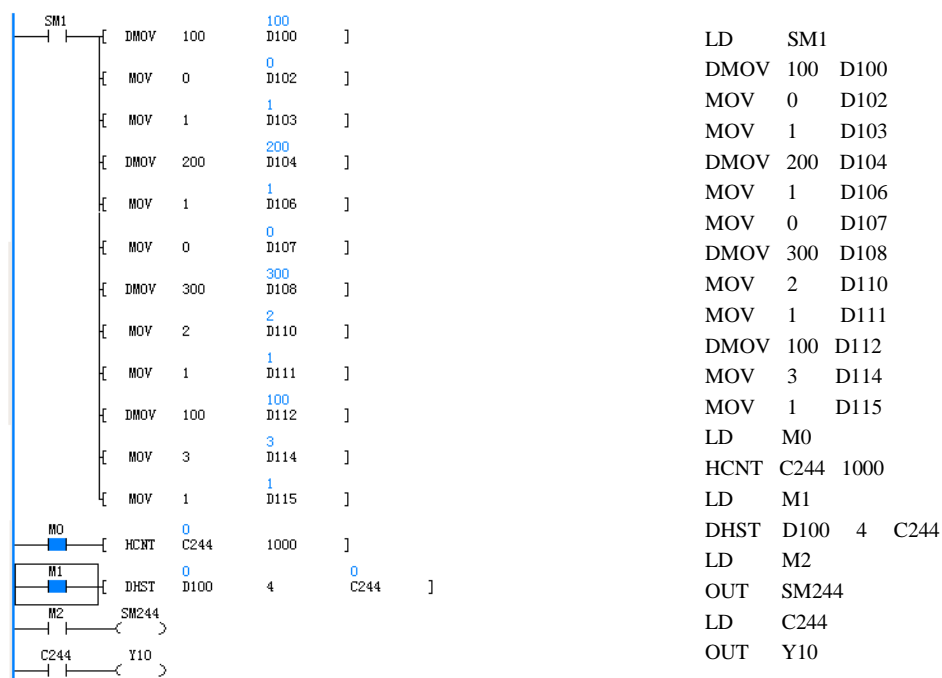 SM1
100
[ DMOV 100 D100 ]
0
[ MOV 0 D102 ]
1
[ MOV 1 D103 ]
200
[ DMOV 200 D104 ]
1
[ MOV 1 D106 ]
0
[ MOV 0 D107 ]
300
[ DMOV 300 D108 ]
2
[ MOV 2 D110 ]
1
[ MOV 1 D111 ]
100
[ DMOV 100 D112 ]
3
[ MOV 3 D114 ]
1
[ MOV 1 D115 ]
M0 0
[ HCNT C244 1000 ]
M1 0 0
[ DHST D100 4 C244 ]
M2 SM244
C244 Y10
LD SM1
DMOV 100 D100
MOV 0 D102
MOV 1 D103
DMOV 200 D104
MOV 1 D106
MOV 0 D107
DMOV 300 D108
MOV 2 D110
MOV 1 D111
DMOV 100 D112
MOV 3 D114
MOV 1 D115
LD M0
HCNT C244 1000
LD M1
DHST D100 4 C244
LD M2
OUT SM244
LD C244
OUT Y10